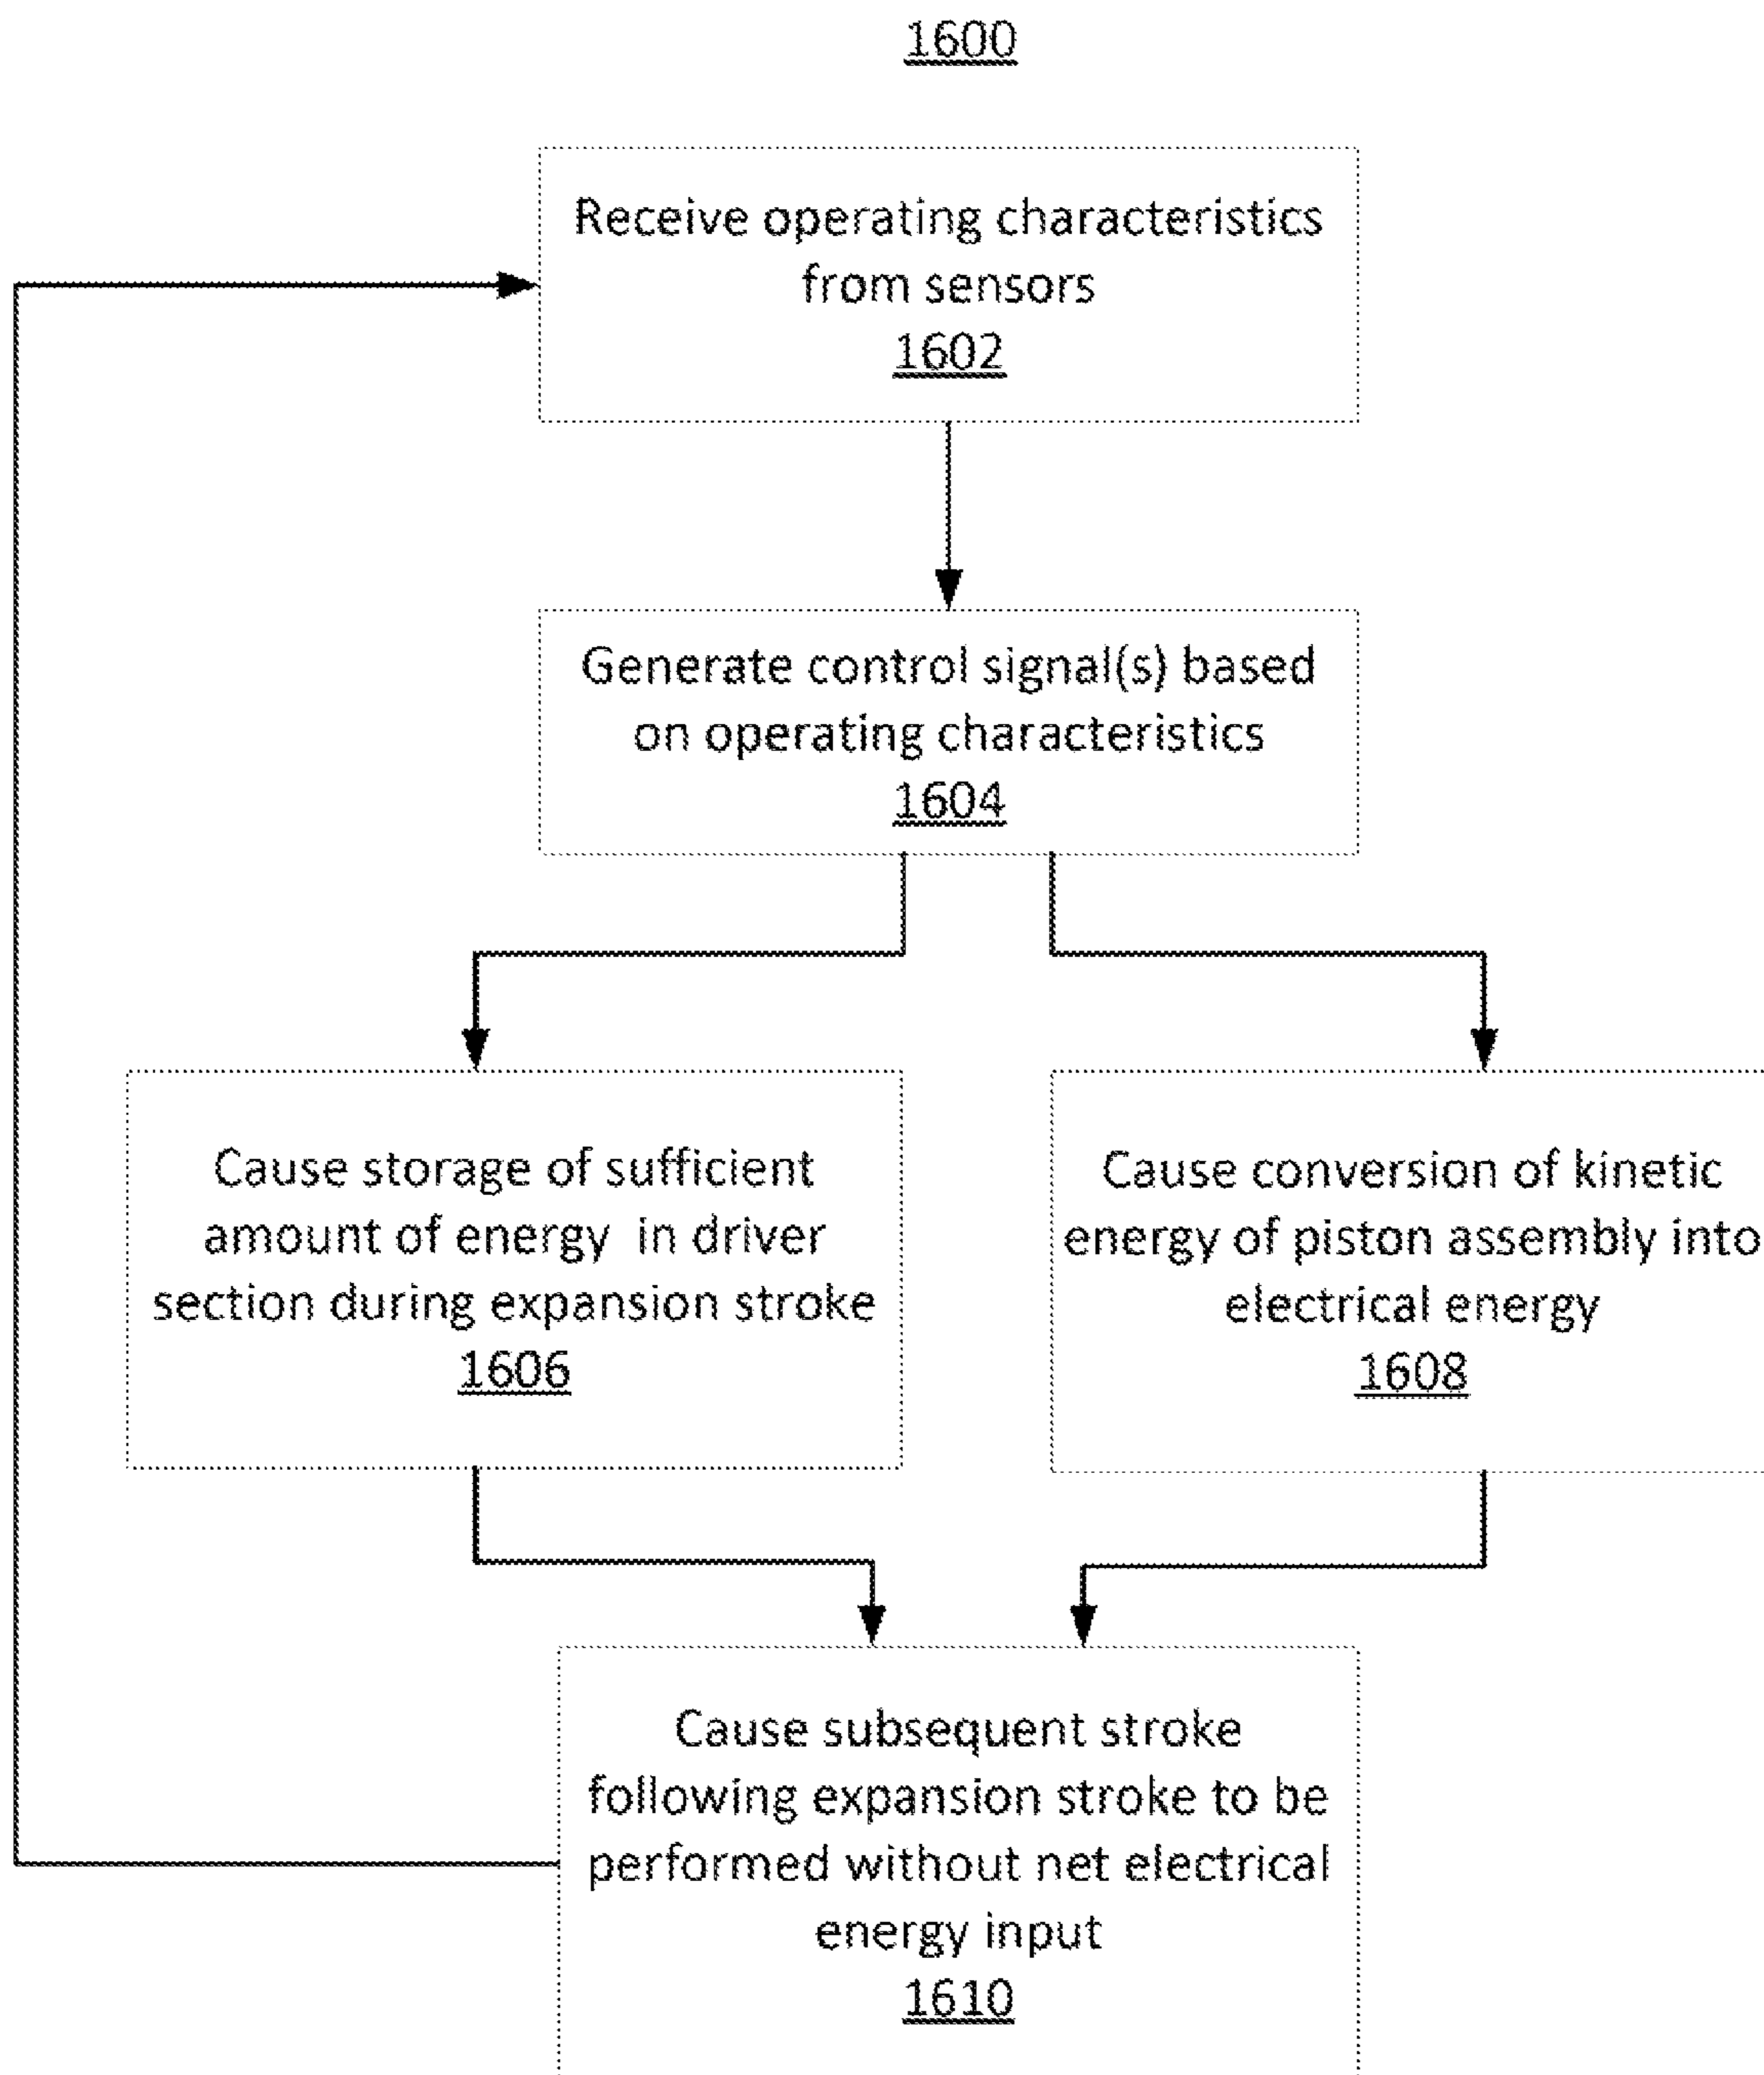 1600
Receive operating characteristics
from sensors
1602
Generate control signal(s) based
on operating characteristics
1604
Cause storage of sufficient
amount of energy in driver
section during expansion stroke
1606
Cause conversion of kinetic
energy of piston assembly into
electrical energy
1608
Cause subsequent stroke
following expansion stroke to be
performed without net electrical
energy input
1610